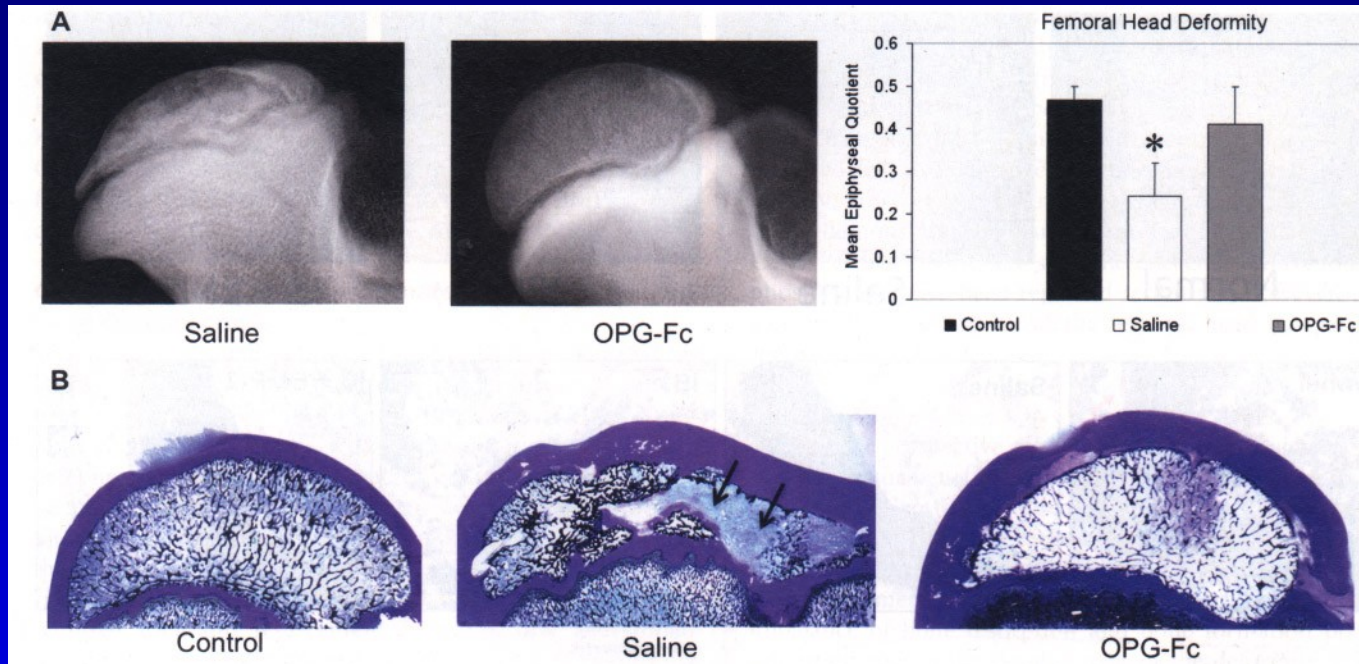 A
Femoral Head Deformity
Mean Epiphyseal Quotient
0.6
0.5
0.4
0.3
0.2
0.1
0
*
Control Saline OPG-Fc
Saline
OPG-Fc
B
Control
Saline
OPG-Fc